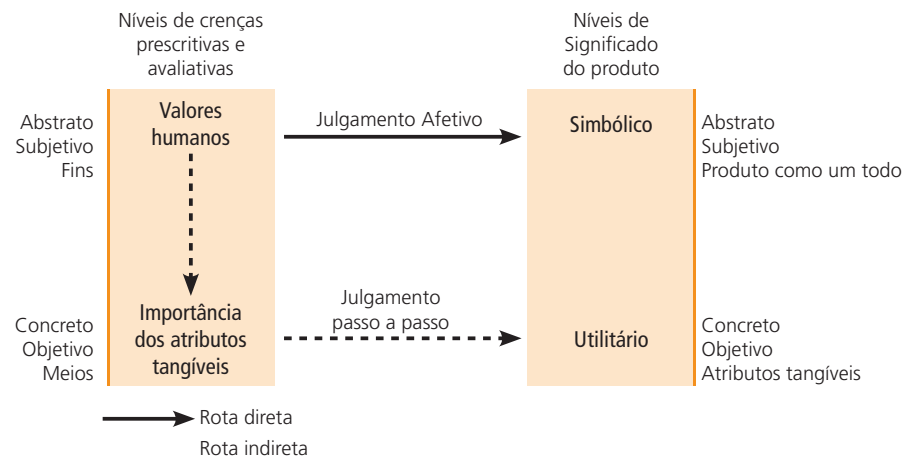 Níveis de crenças
prescritivas e
avaliativas
Níveis de
Significado
do produto
Abstrato
Subjetivo
Fins
Valores
humanos
Julgamento Afetivo
Simbólico
Abstrato
Subjetivo
Produto como um todo
Concreto
Objetivo
Meios
Importância
dos atributos
tangíveis
Julgamento
passo a passo
Utilitário
Concreto
Objetivo
Atributos tangíveis
Rota direta
Rota indireta